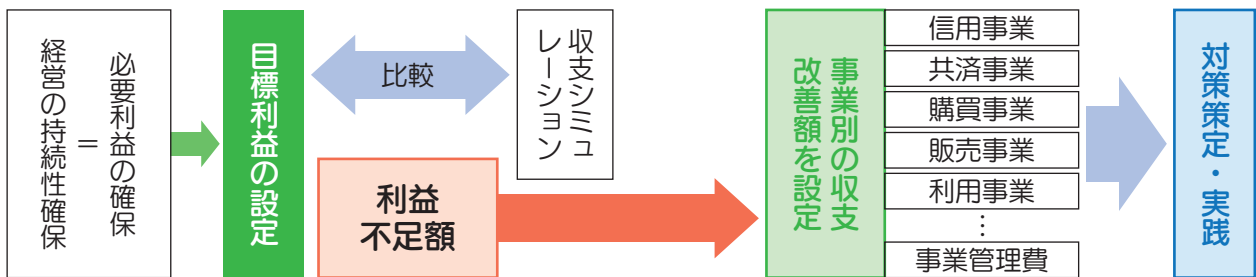 必要利益の確保
＝
経営の持続性確保
目標利益の設定
比較
収支シミュ
レーション
利益
不足額
事業別の収支
改善額を設定
信用事業
共済事業
購買事業
販売事業
利用事業
⋮
事業管理費
対策策定・実践